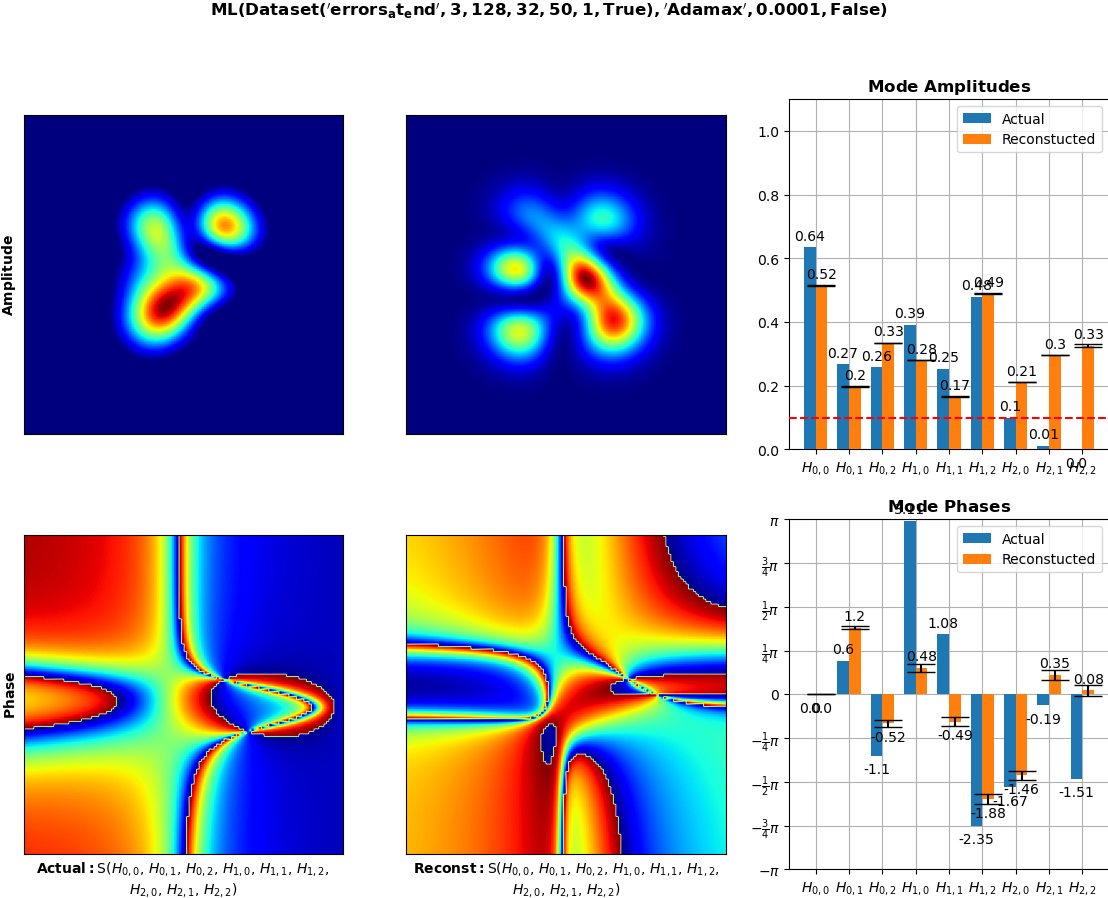 ML(Dataset('errors_at_end', 3, 128, 32, 50, 1, True), 'Adamax', 0.0001, False)
Amplitude
Mode Amplitudes
Actual
Reconstucted
1.0
0.8
0.6
0.4
0.2
0.0
0.64
0.52
0.27
0.2
0.26
0.33
0.39
0.28
0.25
0.17
0.48
0.49
0.1
0.21
0.01
0.3
0.0
0.33
H0,0 H0,1 H0,2 H1,0 H1,1 H1,2 H2,0 H2,1 H2,2
Phase
Mode Phases
Actual
Reconstucted
π
3/4π
1/2π
1/4π
0
−1/4π
−1/2π
−3/4π
−π
0.0
0.0
0.6
1.2
-1.1
-0.52
0.48
1.08
-0.49
-2.35
-1.88
-1.67
-1.46
-0.19
0.35
-1.51
0.08
H0,0 H0,1 H0,2 H1,0 H1,1 H1,2 H2,0 H2,1 H2,2
Actual: S(H0,0, H0,1, H0,2, H1,0, H1,1, H1,2,
H2,0, H2,1, H2,2)
Reconst: S(H0,0, H0,1, H0,2, H1,0, H1,1, H1,2,
H2,0, H2,1, H2,2)